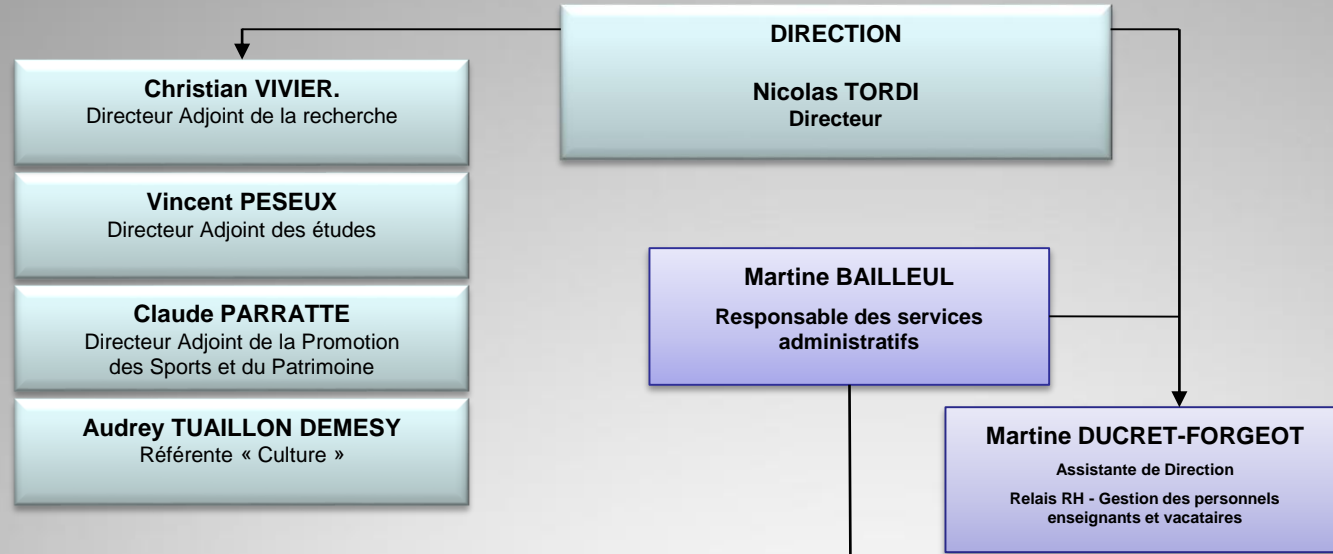 DIRECTION
Nicolas TORDI
Directeur
Christian VIVIER.
Directeur Adjoint de la recherche
Vincent PESEUX
Directeur Adjoint des études
Claude PARRATTE
Directeur Adjoint de la Promotion
des Sports et du Patrimoine
Audrey TUAILLON DEMESY
Référente « Culture »
Martine BAILLEUL
Responsable des services
administratifs
Martine DUCRET-FORGEOT
Assistante de Direction
Relais RH - Gestion des personnels
enseignants et vacataires